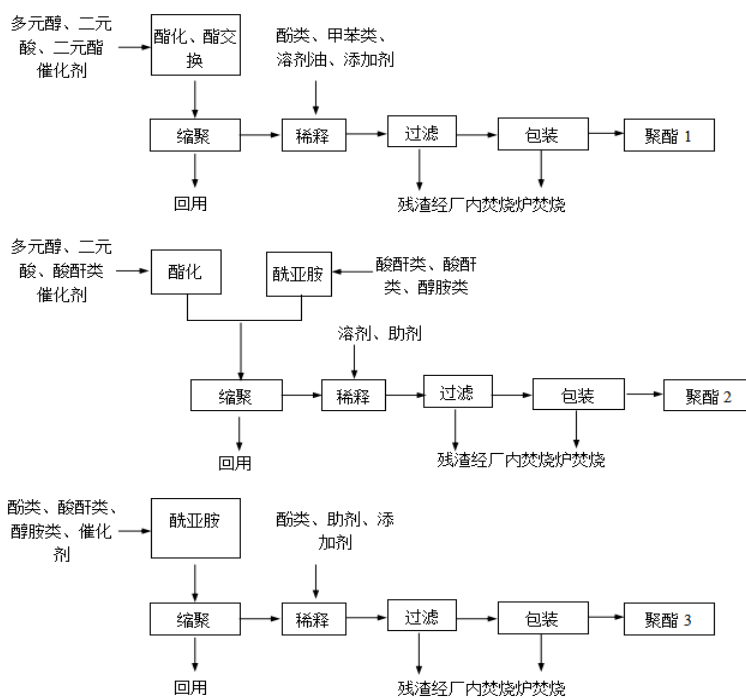 多元醇、二元
酸、二元酯
催化剂
酯化、酯交
换
酚类、甲苯类、
溶剂油、添加剂
缩聚
稀释
过滤
包装
聚酯 1
回用
残渣经厂内焚烧炉焚烧
多元醇、二元
酸、酸酐类
催化剂
酯化
酰亚胺
酸酐类、酸酐
类、醇胺类
溶剂、助剂
缩聚
稀释
过滤
包装
聚酯 2
回用
残渣经厂内焚烧炉焚烧
酚类、酸酐类、
醇胺类、催化
剂
酰亚胺
酚类、助剂、添
加剂
缩聚
稀释
过滤
包装
聚酯 3
回用
残渣经厂内焚烧炉焚烧